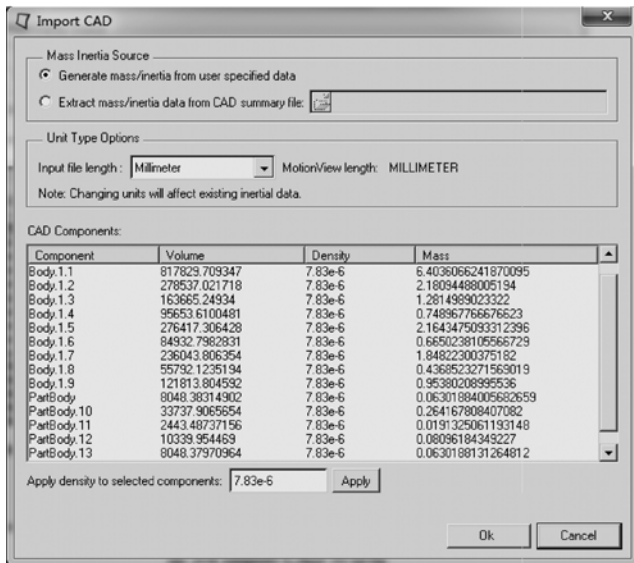 Import CAD
Mass Inertia Source
Generate mass/inertia from user specified data
Extract mass/inertia data from CAD summary file:
Unit Type Options
Input file length : Millimeter MotionView length: MILLIMETER
Note: Changing units will affect existing inertial data.
CAD Components:
Component Volume Density Mass
Body.1.1 817829.709347 7.83e-6 6.4036066241870095
Body.1.2 278537.021718 7.83e-6 2.18094488005194
Body.1.3 163665.24934 7.83e-6 1.2814989023322
Body.1.4 95653.6100481 7.83e-6 0.748967766676623
Body.1.5 276417.306428 7.83e-6 2.1643475093312396
Body.1.6 84932.7982831 7.83e-6 0.6650238105566729
Body.1.7 236043.806354 7.83e-6 1.84822300375182
Body.1.8 55792.1235194 7.83e-6 0.4368523271569019
Body.1.9 121813.804592 7.83e-6 0.95380208995536
PartBody 8048.38314902 7.83e-6 0.06301884005682659
PartBody.10 33737.9065654 7.83e-6 0.264167808407082
PartBody.11 2443.48737156 7.83e-6 0.0191325061193148
PartBody.12 10339.954469 7.83e-6 0.08096184349227
PartBody.13 8048.37970964 7.83e-6 0.0630188131264812
Apply density to selected components: 7.83e-6 Apply
Ok Cancel